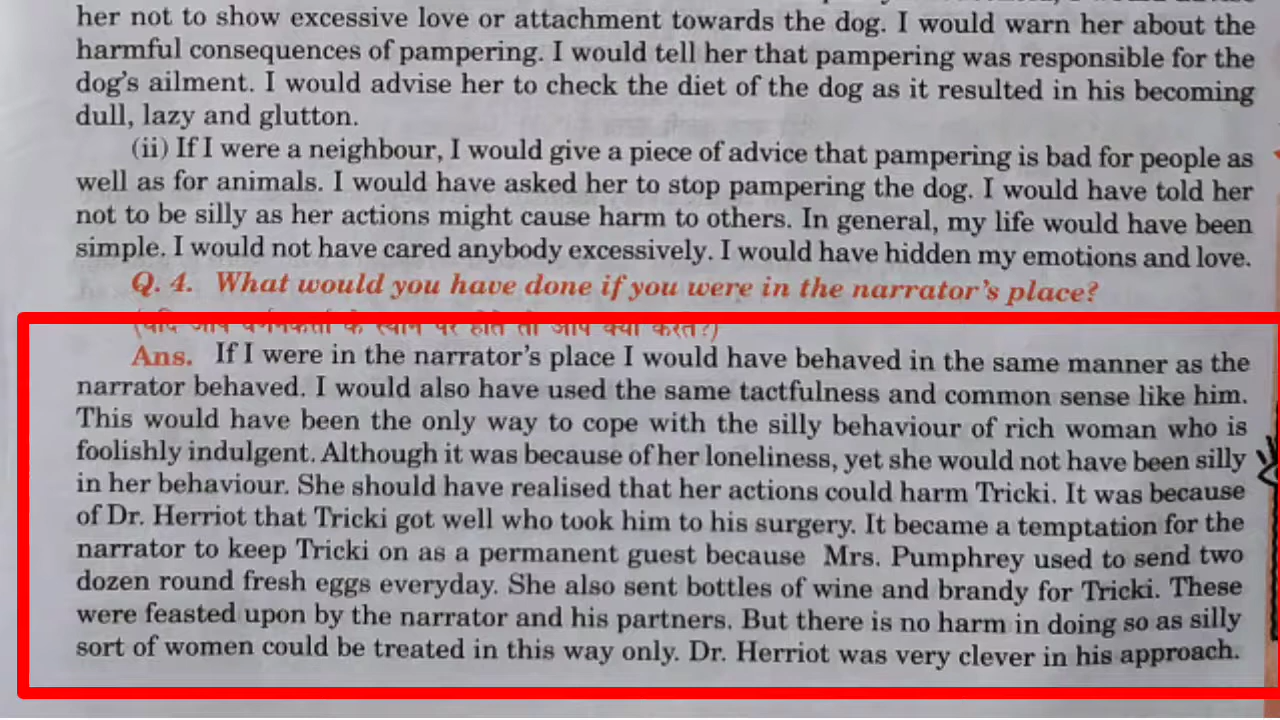 her not to show excessive love or attachment towards the dog. I would warn her about the
harmful consequences of pampering. I would tell her that pampering was responsible for the
dog's ailment. I would advise her to check the diet of the dog as it resulted in his becoming
dull, lazy and glutton.
(ii) If I were a neighbour, I would give a piece of advice that pampering is bad for people as
well as for animals. I would have asked her to stop pampering the dog. I would have told her
not to be silly as her actions might cause harm to others. In general, my life would have been
simple. I would not have cared anybody excessively. I would have hidden my emotions and love.
Q. 4. What would you have done if you were in the narrator's place?
(यदि आप वर्णनकर्ता के स्थान पर होते तो आप क्या करते?)
Ans. If I were in the narrator's place I would have behaved in the same manner as the
narrator behaved. I would also have used the same tactfulness and common sense like him.
This would have been the only way to cope with the silly behaviour of rich woman who is
foolishly indulgent. Although it was because of her loneliness, yet she would not have been silly
in her behaviour. She should have realised that her actions could harm Tricki. It was because
of Dr. Herriot that Tricki got well who took him to his surgery. It became a temptation for the
narrator to keep Tricki on as a permanent guest because Mrs. Pumphrey used to send two
dozen round fresh eggs everyday. She also sent bottles of wine and brandy for Tricki. These
were feasted upon by the narrator and his partners. But there is no harm in doing so as silly
sort of women could be treated in this way only. Dr. Herriot was very clever in his approach.